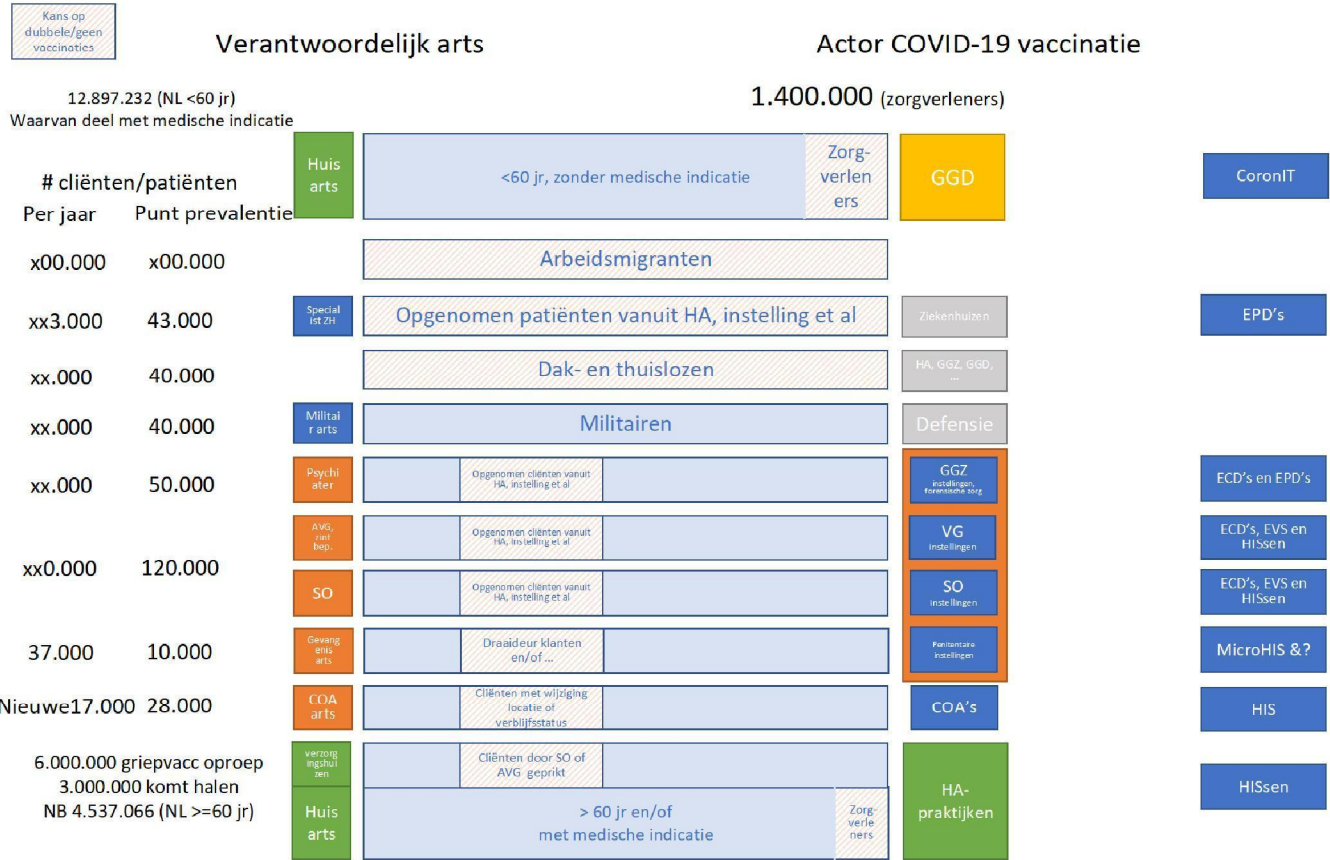 Kans op
dubbele/geen
vaccinaties
Verantwoordelijk arts
Actor COVID-19 vaccinatie
12.897.232 (NL <60 jr)
Waarvan deel met medische indicatie
1.400.000 (zorgverleners)
# cliënten/patiënten
Per jaar
Punt prevalentie
Huis
arts
<60 jr, zonder medische indicatie
Zorg-
verlen
ers
GGD
CoronIT
x00.000
x00.000
Arbeidsmigranten
xx3.000
43.000
Special
ist ZH
Opgenomen patiënten vanuit HA, instelling et al
Ziekenhuizen
EPD's
xx.000
40.000
Dak- en thuislozen
HA, GGZ, GGD,
...
xx.000
40.000
Militai
r arts
Militairen
Defensie
xx.000
50.000
Psychi
ater
Opgenomen cliënten vanuit
HA, instelling et al
GGZ
instellingen,
forensische zorg
ECD's en EPD's
xx0.000
120.000
AVG,
zint
bep.
Opgenomen cliënten vanuit
HA, instelling et al
VG
instellingen
ECD's, EVS en
HISsen
SO
Opgenomen cliënten vanuit
HA, instelling et al
SO
instellingen
ECD's, EVS en
HISsen
37.000
10.000
Gevang
enis
arts
Draaideur klanten
en/of ...
Penitentaire
instellingen
MicroHIS &?
Nieuwe17.000
28.000
COA
arts
Cliënten met wijziging
locatie of
verblijfsstatus
COA's
HIS
6.000.000 griepvacc oproep
3.000.000 komt halen
NB 4.537.066 (NL >=60 jr)
verzorg
ingshui
zen
Cliënten door SO of
AVG geprikt
Huis
arts
> 60 jr en/of
met medische indicatie
Zorg-
verle
ners
HA-
praktijken
HISsen